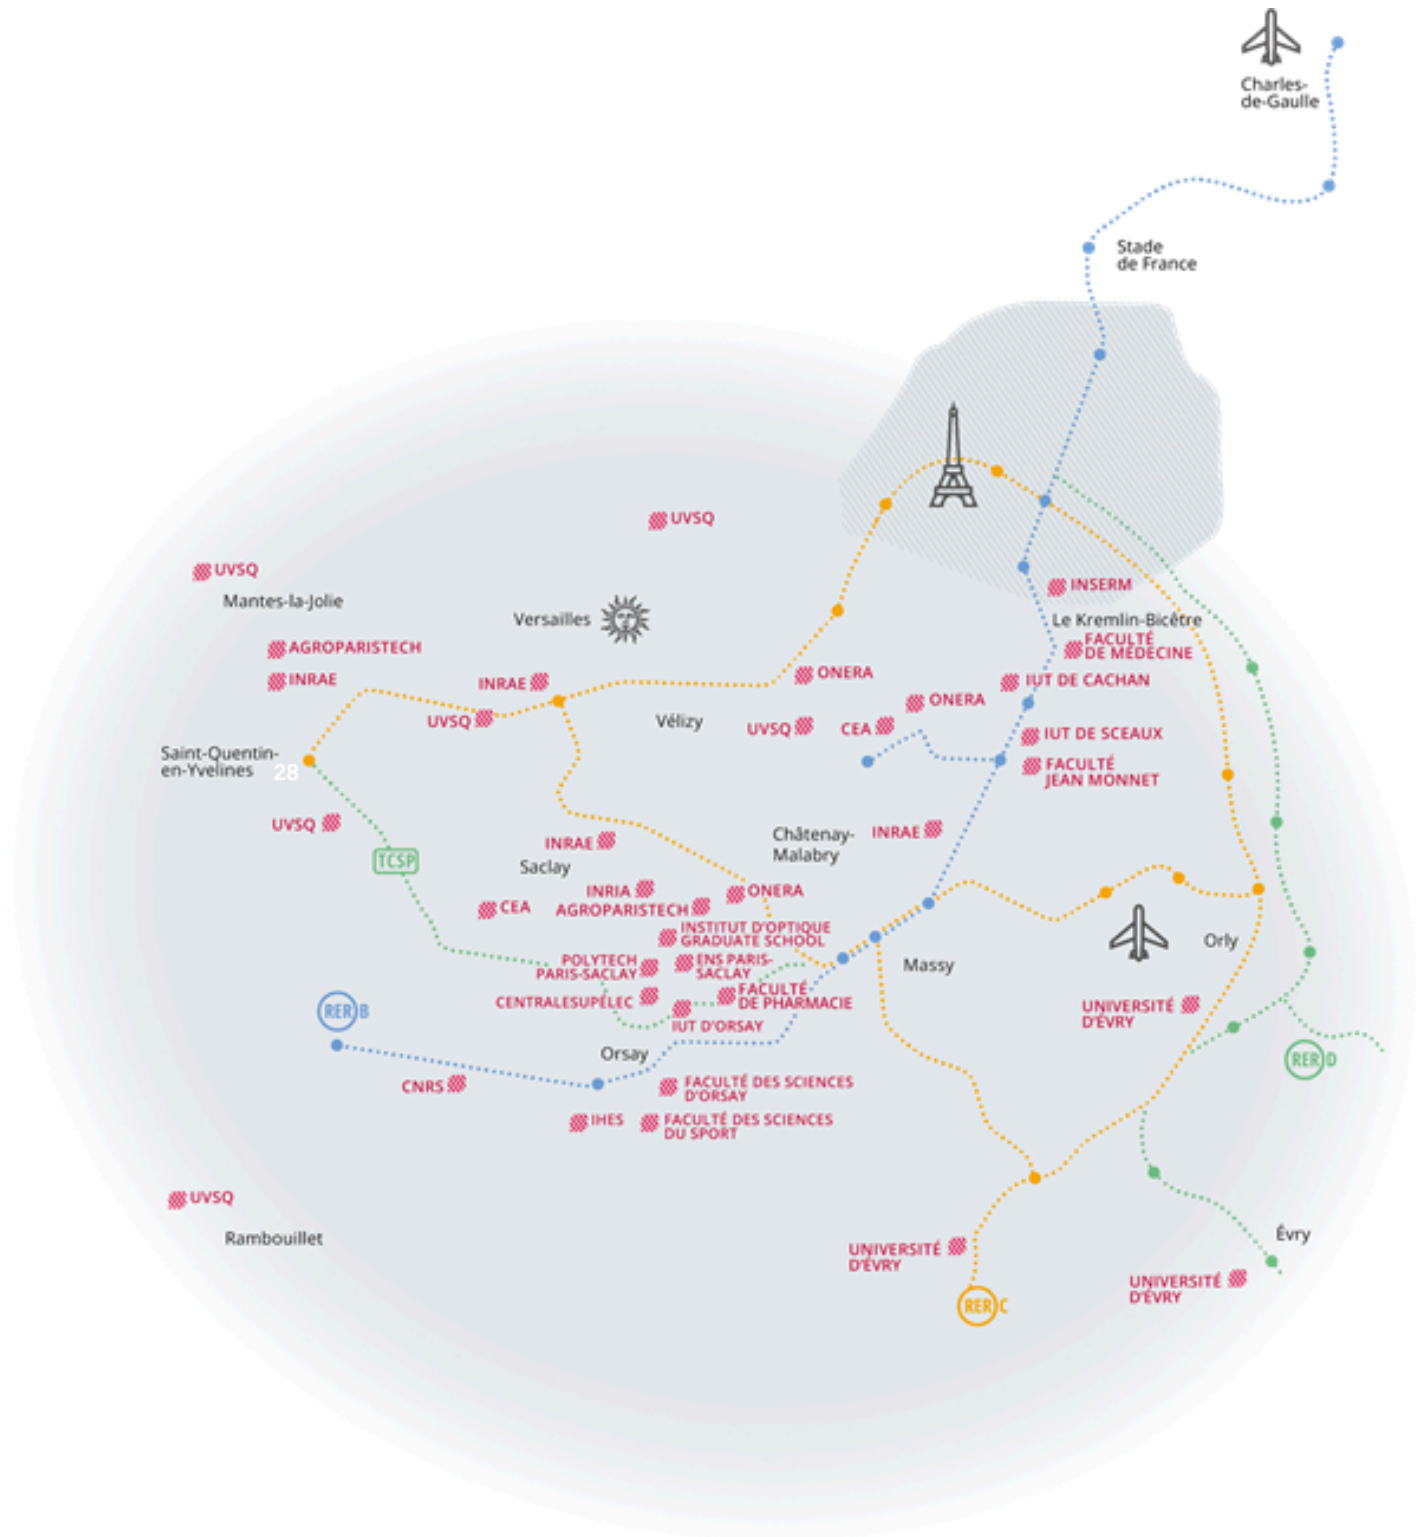 Charles-
de-Gaulle
Stade
de France
UVSQ
UVSQ
Mantes-la-Jolie
INSERM
Versailles
Le Kremlin-Bicêtre
FACULTÉ
DE MÉDECINE
AGROPARISTECH
INRAE
INRAE
ONERA
IUT DE CACHAN
ONERA
UVSQ
Vélizy
UVSQ
CEA
IUT DE SCEAUX
Saint-Quentin-
en-Yvelines
28
FACULTÉ
JEAN MONNET
UVSQ
INRAE
Châtenay-
Malabry
INRAE
TCSP
Saclay
INRIA
ONERA
CEA
AGROPARISTECH
INSTITUT D'OPTIQUE
GRADUATE SCHOOL
Orly
POLYTECH
PARIS-SACLAY
ENS PARIS-
SACLAY
Massy
CENTRALESUPÉLEC
FACULTÉ
DE PHARMACIE
UNIVERSITÉ
D'ÉVRY
RER B
IUT D'ORSAY
Orsay
RER D
CNRS
FACULTÉ DES SCIENCES
D'ORSAY
IHES
FACULTÉ DES SCIENCES
DU SPORT
UVSQ
Rambouillet
Évry
UNIVERSITÉ
D'ÉVRY
UNIVERSITÉ
D'ÉVRY
RER C